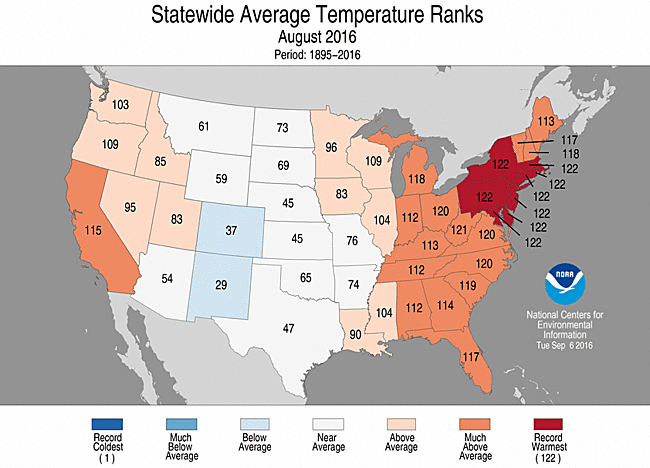 Statewide Average Temperature Ranks
August 2016
Period: 1895–2016
103
61
73
96
109
113
117
118
122
122
122
122
122
122
122
109
85
59
69
83
118
115
95
83
37
45
45
76
104
112
120
121
120
113
112
120
54
29
65
74
104
112
114
119
47
90
117
NOAA
National Centers for
Environmental
Information
Tue Sep 6 2016
Record
Coldest
( 1 )
Much
Below
Average
Below
Average
Near
Average
Above
Average
Much
Above
Average
Record
Warmest
( 122 )